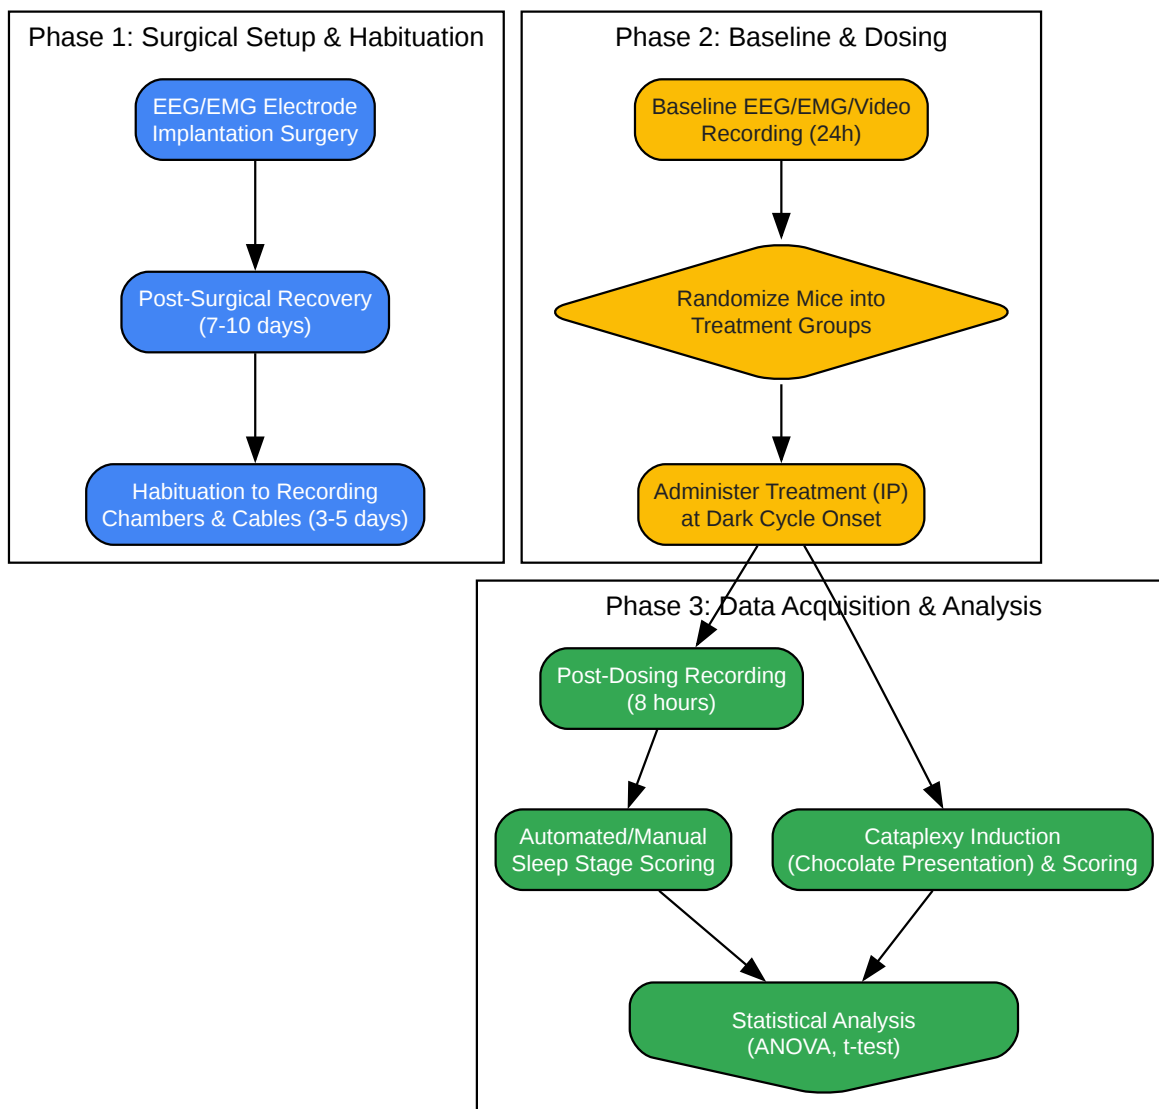 Phase 1: Surgical Setup & Habituation
EEG/EMG Electrode
Implantation Surgery
Post-Surgical Recovery
(7-10 days)
Habituation to Recording
Chambers & Cables (3-5 days)
Phase 2: Baseline & Dosing
Baseline EEG/EMG/Video
Recording (24h)
Randomize Mice into
Treatment Groups
Administer Treatment (IP)
at Dark Cycle Onset
Phase 3: Data Acquisition & Analysis
Post-Dosing Recording
(8 hours)
Automated/Manual
Sleep Stage Scoring
Cataplexy Induction
(Chocolate Presentation) & Scoring
Statistical Analysis
(ANOVA, t-test)